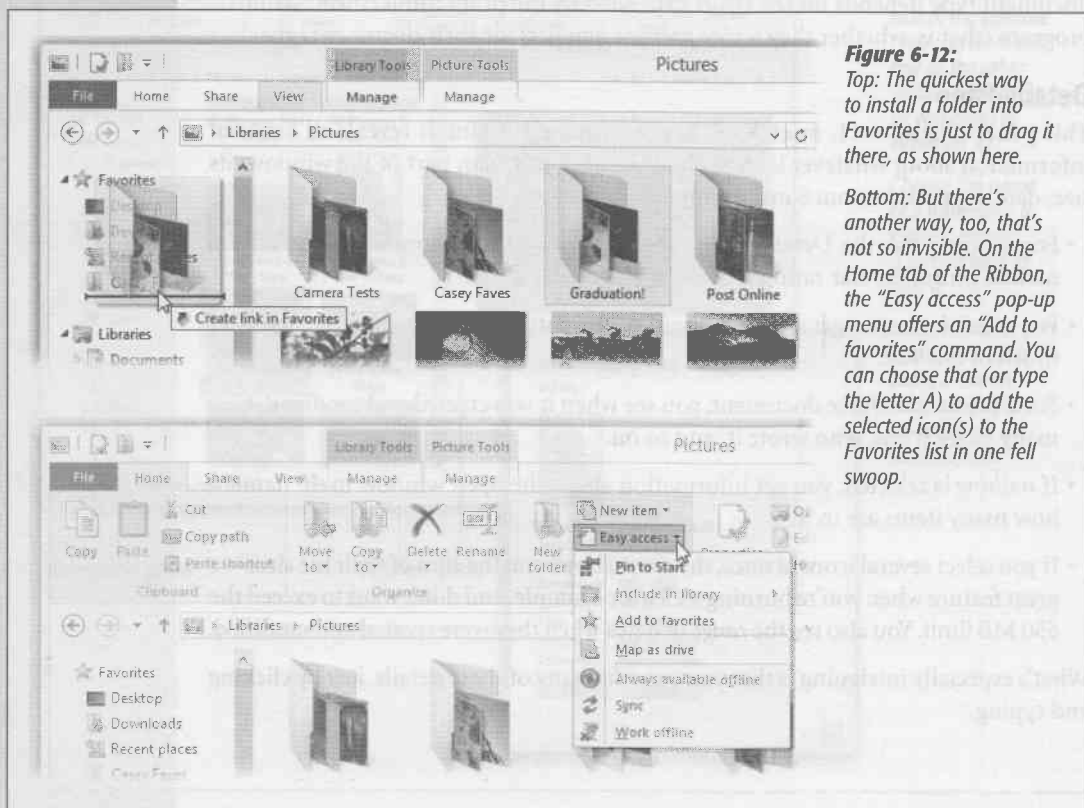 Library Tools Picture Tools Pictures
File Home Share View Manage Manage
Libraries Pictures
Favorites
Desktop
Camera Tests Casey Faves Graduation! Post Online
Create link in Favorites
Libraries
Documents
Figure 6-12:
Top: The quickest way
to install a folder into
Favorites is just to drag it
there, as shown here.
Bottom: But there's
another way, too, that's
not so invisible. On the
Home tab of the Ribbon,
the "Easy access" pop-up
menu offers an "Add to
favorites" command. You
can choose that (or type
the letter A) to add the
selected icon(s) to the
Favorites list in one fell
swoop.
Library Tools Picture Tools Pictures
File Home Share View Manage Manage
Copy Paste
Cut
Copy path
Paste shortcut
Clipboard
Move to
Copy to
Delete
Rename
Organize
New folder
New item
Easy access
Properties
Pin to Start
Include in library
Add to favorites
Map as drive
Always available offline
Sync
Work offline
Libraries Pictures
Favorites
Desktop
Downloads
Recent places
Casey Faves